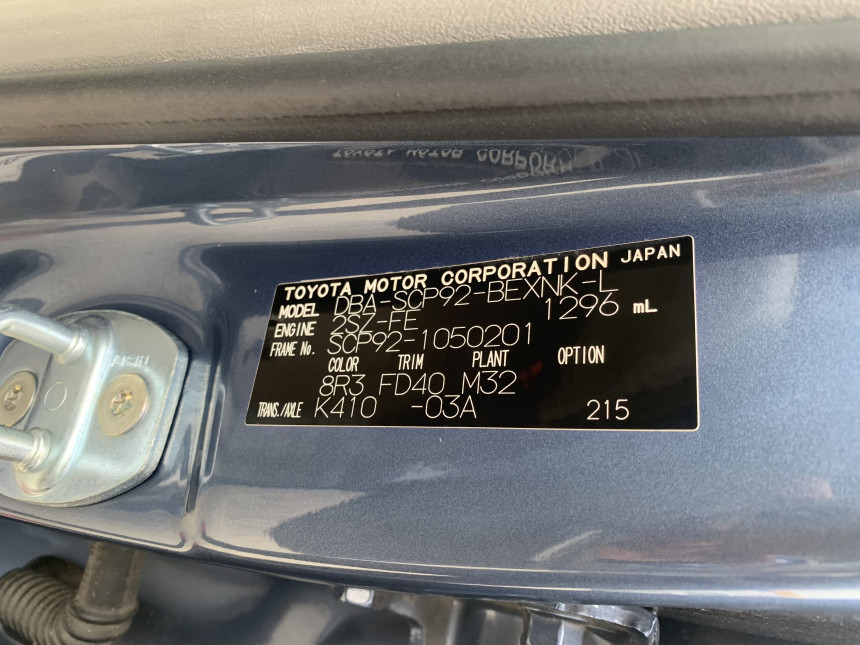 TOYOTA MOTOR CORPORATION JAPAN
MODEL DBA-SCP92-BEXNK-L
ENGINE 2SZ-FE 1296 mL
FRAME No. SCP92-1050201
COLOR TRIM PLANT OPTION
8R3 FD40 M32
TRANS./AXLE K410 -03A 215
AISIN